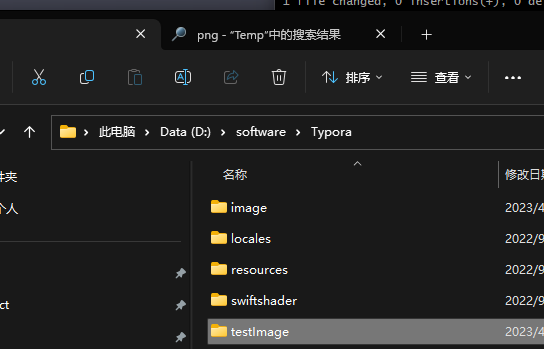 1 file changed, 0 insertions(+), 0 de
png - "Temp"中的搜索结果
排序
查看
此电脑 > Data (D:) > software > Typora
名称
修改日期
件夹
个人
image
2023/4
locales
2022/9
resources
2022/9
swiftshader
2022/9
ct
testImage
2023/4